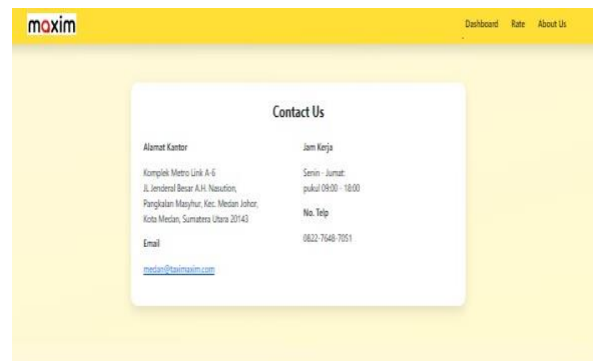 maxim
Dashboard Rate About Us
Contact Us
Alamat Kantor
Komplek Metro Link A-6
JL Jenderal Besar A.H. Nasution,
Pangkalan Masyhur, Kec. Medan Johor,
Kota Medan, Sumatera Utara 20143
Email
medan@taximaxim.com
Jam Kerja
Senin - Jumat:
pukul 09:00 - 18:00
No. Telp
0822-7648-7051